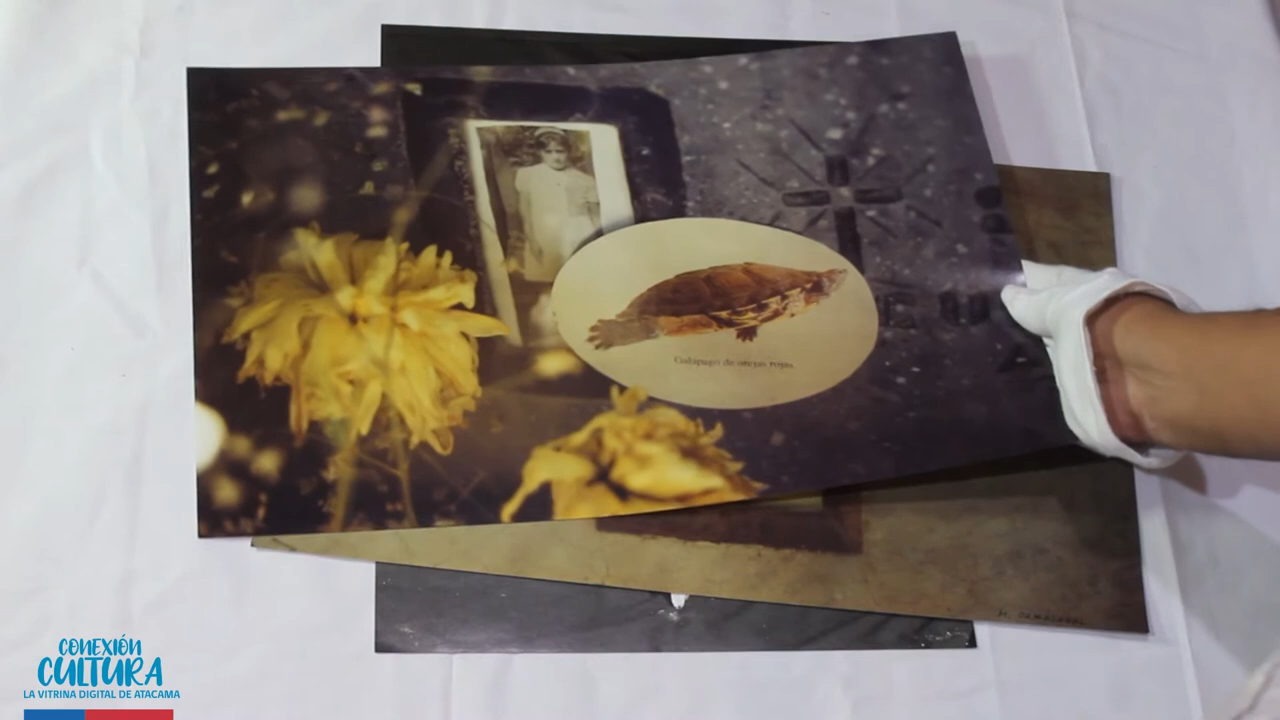 Galápago de orejas rojas
CONEXIÓN
CULTURA
LA VITRINA DIGITAL DE ATACAMA